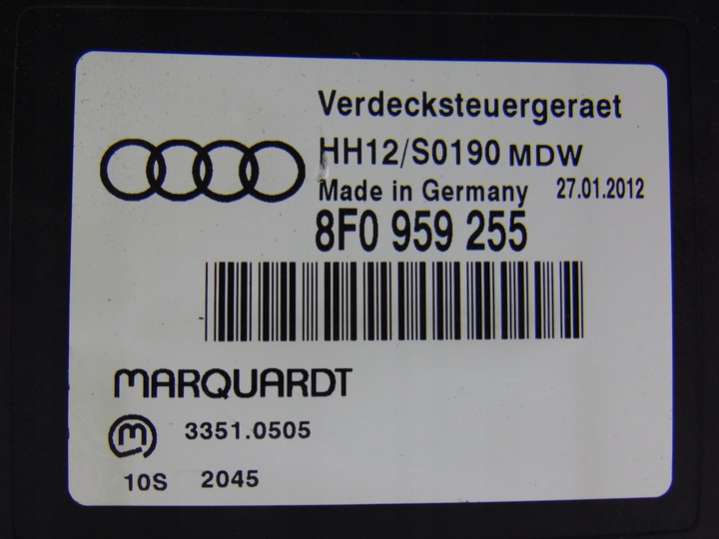 Verdecksteuergeraet
HH12/S0190 MDW
Made in Germany 27.01.2012
8F0 959 255
MARQUARDT
m 3351.0505
10S 2045